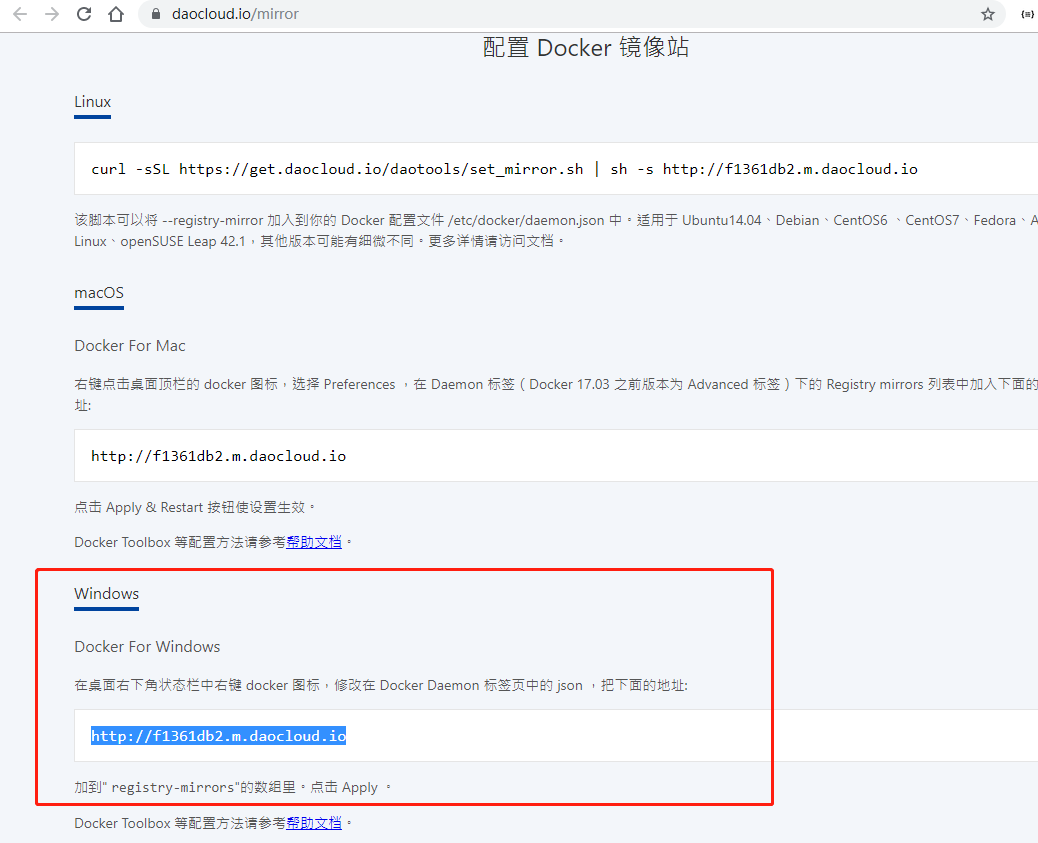 daocloud.io/mirror
配置 Docker 镜像站
Linux
curl -sSL https://get.daocloud.io/daotools/set_mirror.sh | sh -s http://f1361db2.m.daocloud.io
该脚本可以将 --registry-mirror 加入到你的 Docker 配置文件 /etc/docker/daemon.json 中。适用于 Ubuntu14.04、Debian、CentOS6 、CentOS7、Fedora、A
Linux、openSUSE Leap 42.1，其他版本可能有细微不同。更多详情请访问文档。
macOS
Docker For Mac
右键点击桌面顶栏的 docker 图标，选择 Preferences ，在 Daemon 标签（Docker 17.03 之前版本为 Advanced 标签）下的 Registry mirrors 列表中加入下面的
址:
http://f1361db2.m.daocloud.io
点击 Apply & Restart 按钮使设置生效。
Docker Toolbox 等配置方法请参考帮助文档。
Windows
Docker For Windows
在桌面右下角状态栏中右键 docker 图标，修改在 Docker Daemon 标签页中的 json ，把下面的地址:
http://f1361db2.m.daocloud.io
加到" registry-mirrors"的数组里。点击 Apply 。
Docker Toolbox 等配置方法请参考帮助文档。